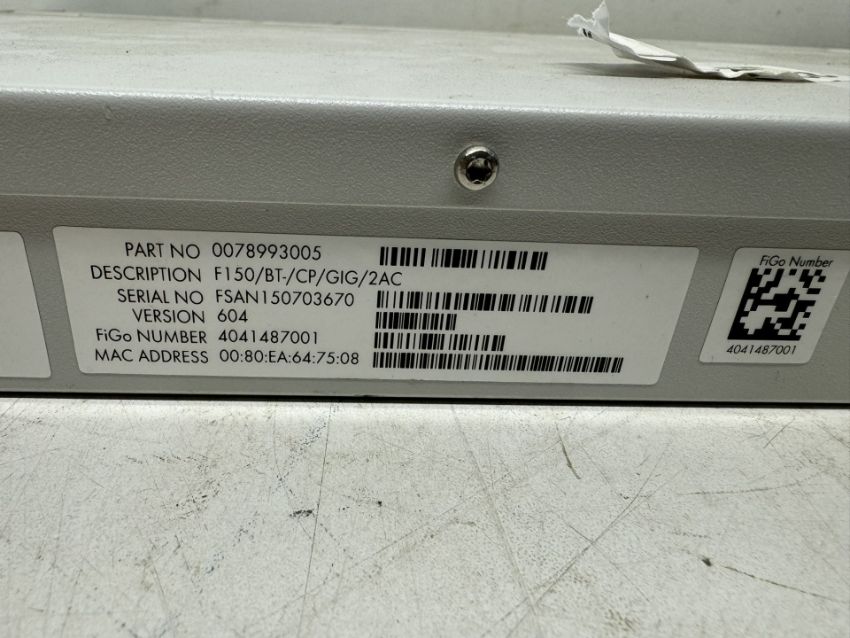 PART NO 0078993005
DESCRIPTION F150/BT-/CP/GIG/2AC
SERIAL NO FSAN150703670
VERSION 604
FiGo NUMBER 4041487001
MAC ADDRESS 00:80:EA:64:75:08
FiGo Number
4041487001